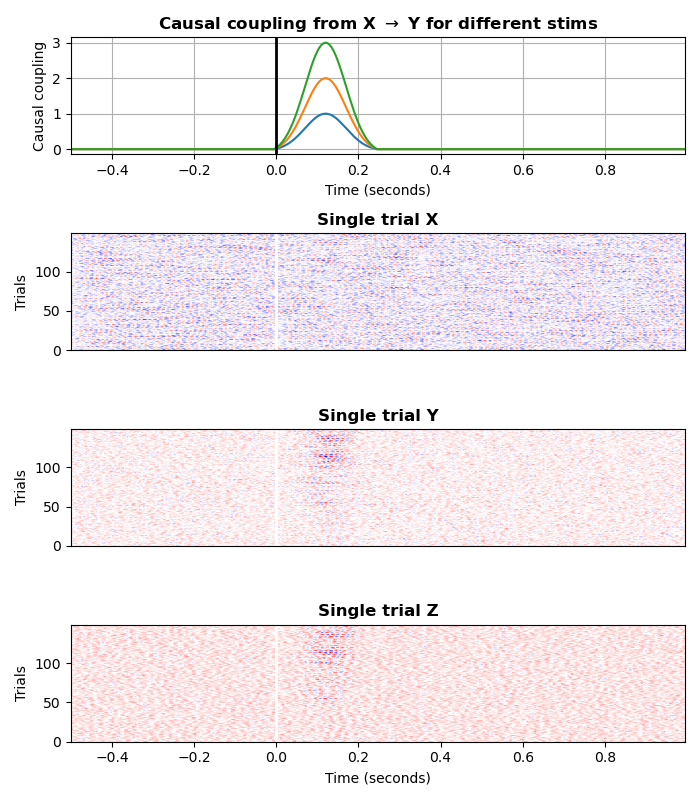 Causal coupling from X → Y for different stims
Causal coupling
3
2
1
0
−0.4 −0.2 0.0 0.2 0.4 0.6 0.8
Time (seconds)
Single trial X
Trials
100
50
0
Single trial Y
Trials
100
50
0
Single trial Z
Trials
100
50
0
−0.4 −0.2 0.0 0.2 0.4 0.6 0.8
Time (seconds)